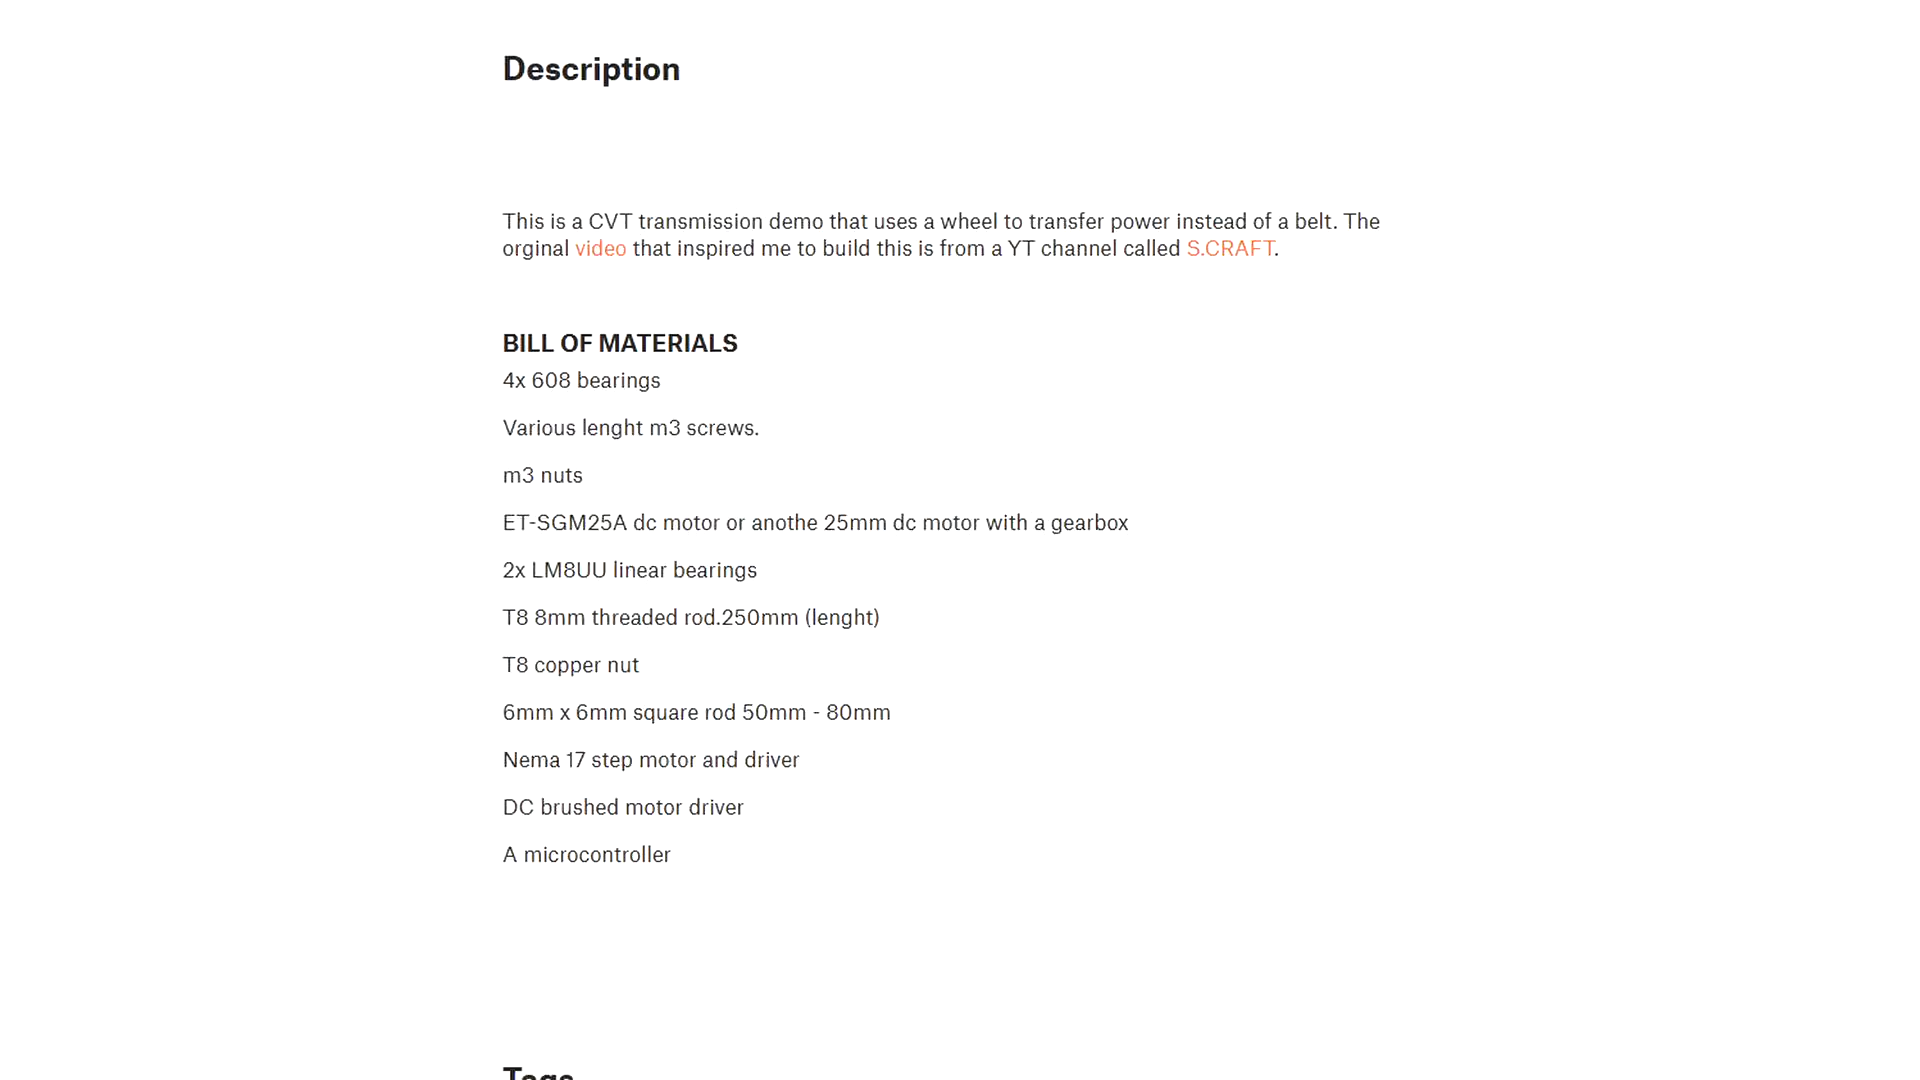 Description
This is a CVT transmission demo that uses a wheel to transfer power instead of a belt. The
orginal video that inspired me to build this is from a YT channel called S.CRAFT.
BILL OF MATERIALS
4x 608 bearings
Various lenght m3 screws.
m3 nuts
ET-SGM25A dc motor or anothe 25mm dc motor with a gearbox
2x LM8UU linear bearings
T8 8mm threaded rod.250mm (lenght)
T8 copper nut
6mm x 6mm square rod 50mm - 80mm
Nema 17 step motor and driver
DC brushed motor driver
A microcontroller
Tags